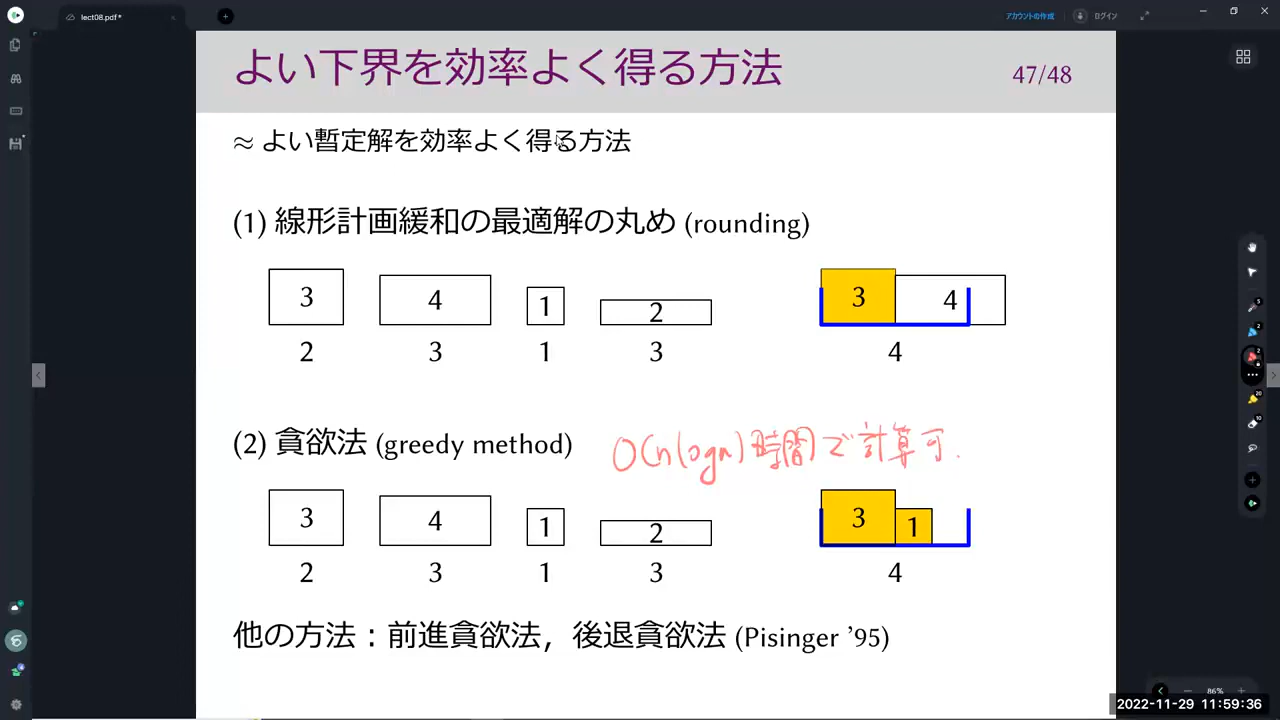 lect08.pdf*
アカウントの作成
ログイン
よい下界を効率よく得る方法
47/48
≈ よい暫定解を効率よく得る方法
(1) 線形計画緩和の最適解の丸め (rounding)
3 4 1 2 3 4
2 3 1 3 4
(2) 貪欲法 (greedy method) O(n log n) 時間で計算可.
3 4 1 2 3 1
2 3 1 3 4
他の方法：前進貪欲法，後退貪欲法 (Pisinger ’95)
86%
2022-11-29 11:59:36